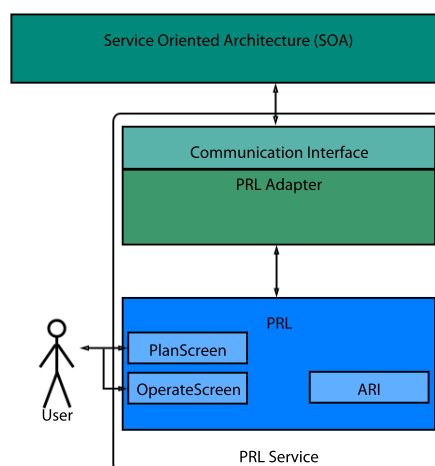 Service Oriented Architecture (SOA)
Communication Interface
PRL Adapter
PRL
PlanScreen
OperateScreen
ARI
User
PRL Service